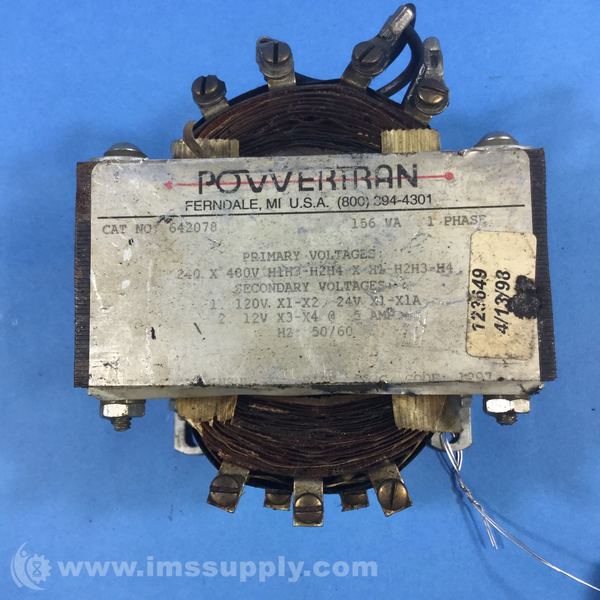 POWERTRAN
FERNDALE, MI U.S.A. (800) 394-4301
CAT NO: 642078 156 VA 1 PHASE
PRIMARY VOLTAGES:
240 X 480V H1H3-H2H4 X H1-H2H3-H4
SECONDARY VOLTAGES:
1. 120V X1-X2 / 24V X1-X1A
2 12V X3-X4 @ .5 AMP
HZ 50/60
CODE: 1297
123649
4/13/98
www.imssupply.com